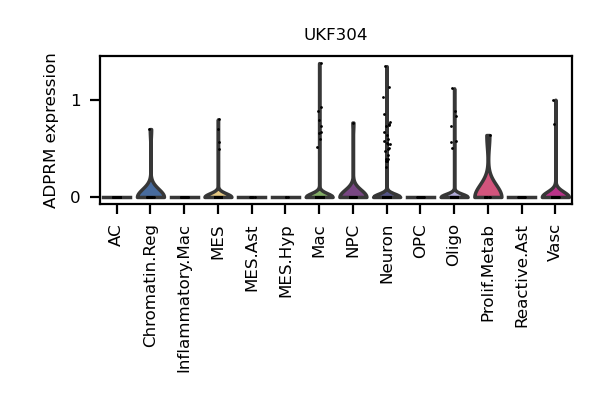 UKF304
ADPRM expression
1
0
AC
Chromatin.Reg
Inflammatory.Mac
MES
MES.Ast
MES.Hyp
Mac
NPC
Neuron
OPC
Oligo
Prolif.Metab
Reactive.Ast
Vasc